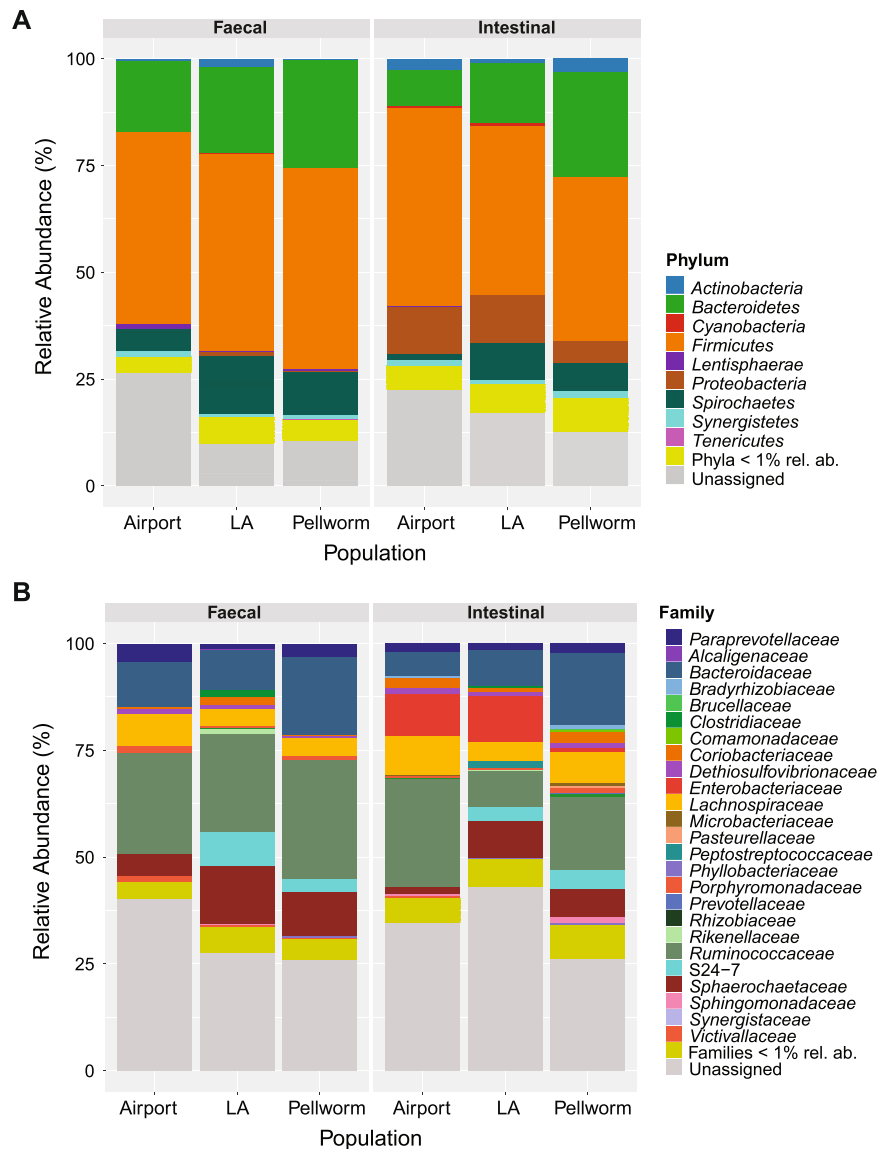 A
Faecal Intestinal
100
75
50
25
0
Relative Abundance (%)
Airport LA Pellworm Airport LA Pellworm
Population
Phylum
Actinobacteria
Bacteroidetes
Cyanobacteria
Firmicutes
Lentisphaerae
Proteobacteria
Spirochaetes
Synergistetes
Tenericutes
Phyla < 1% rel. ab.
Unassigned
B
Faecal Intestinal
100
75
50
25
0
Relative Abundance (%)
Airport LA Pellworm Airport LA Pellworm
Population
Family
Paraprevotellaceae
Alcaligenaceae
Bacteroidaceae
Bradyrhizobiaceae
Brucellaceae
Clostridiaceae
Comamonadaceae
Coriobacteriaceae
Dethiosulfovibrionaceae
Enterobacteriaceae
Lachnospiraceae
Microbacteriaceae
Pasteurellaceae
Peptostreptococcaceae
Phyllobacteriaceae
Porphyromonadaceae
Prevotellaceae
Rhizobiaceae
Rikenellaceae
Ruminococcaceae
S24−7
Sphaerochaetaceae
Sphingomonadaceae
Synergistaceae
Victivallaceae
Families < 1% rel. ab.
Unassigned